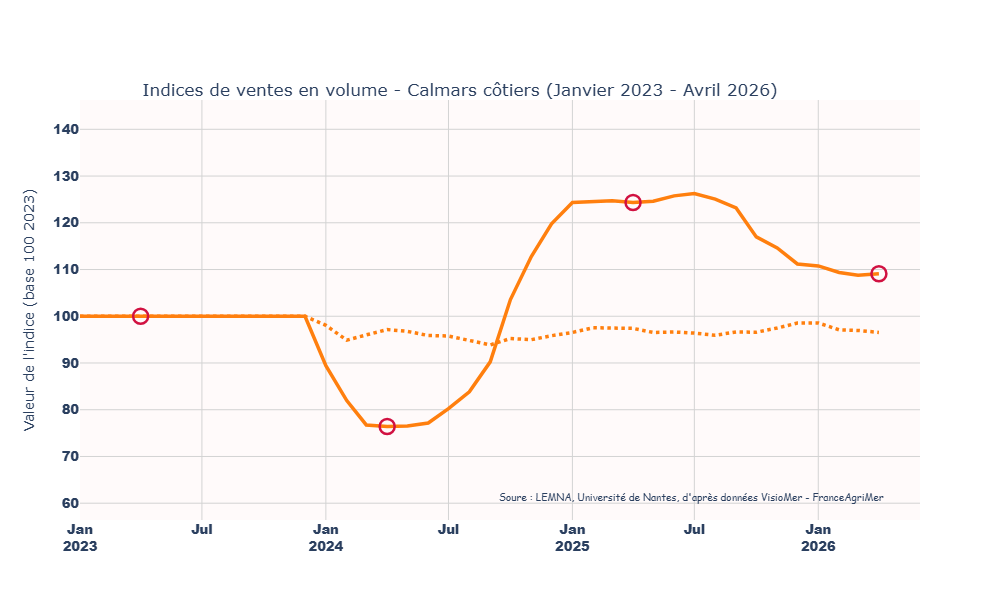 Indices de ventes en volume - Calmars côtiers (Janvier 2023 - Avril 2026)
Valeur de l'indice (base 100 2023)
140
130
120
110
100
90
80
70
60
Soure : LEMNA, Université de Nantes, d'après données VisioMer - FranceAgriMer
Jan Jul Jan Jul Jan Jul Jan
2023 2024 2025 2026